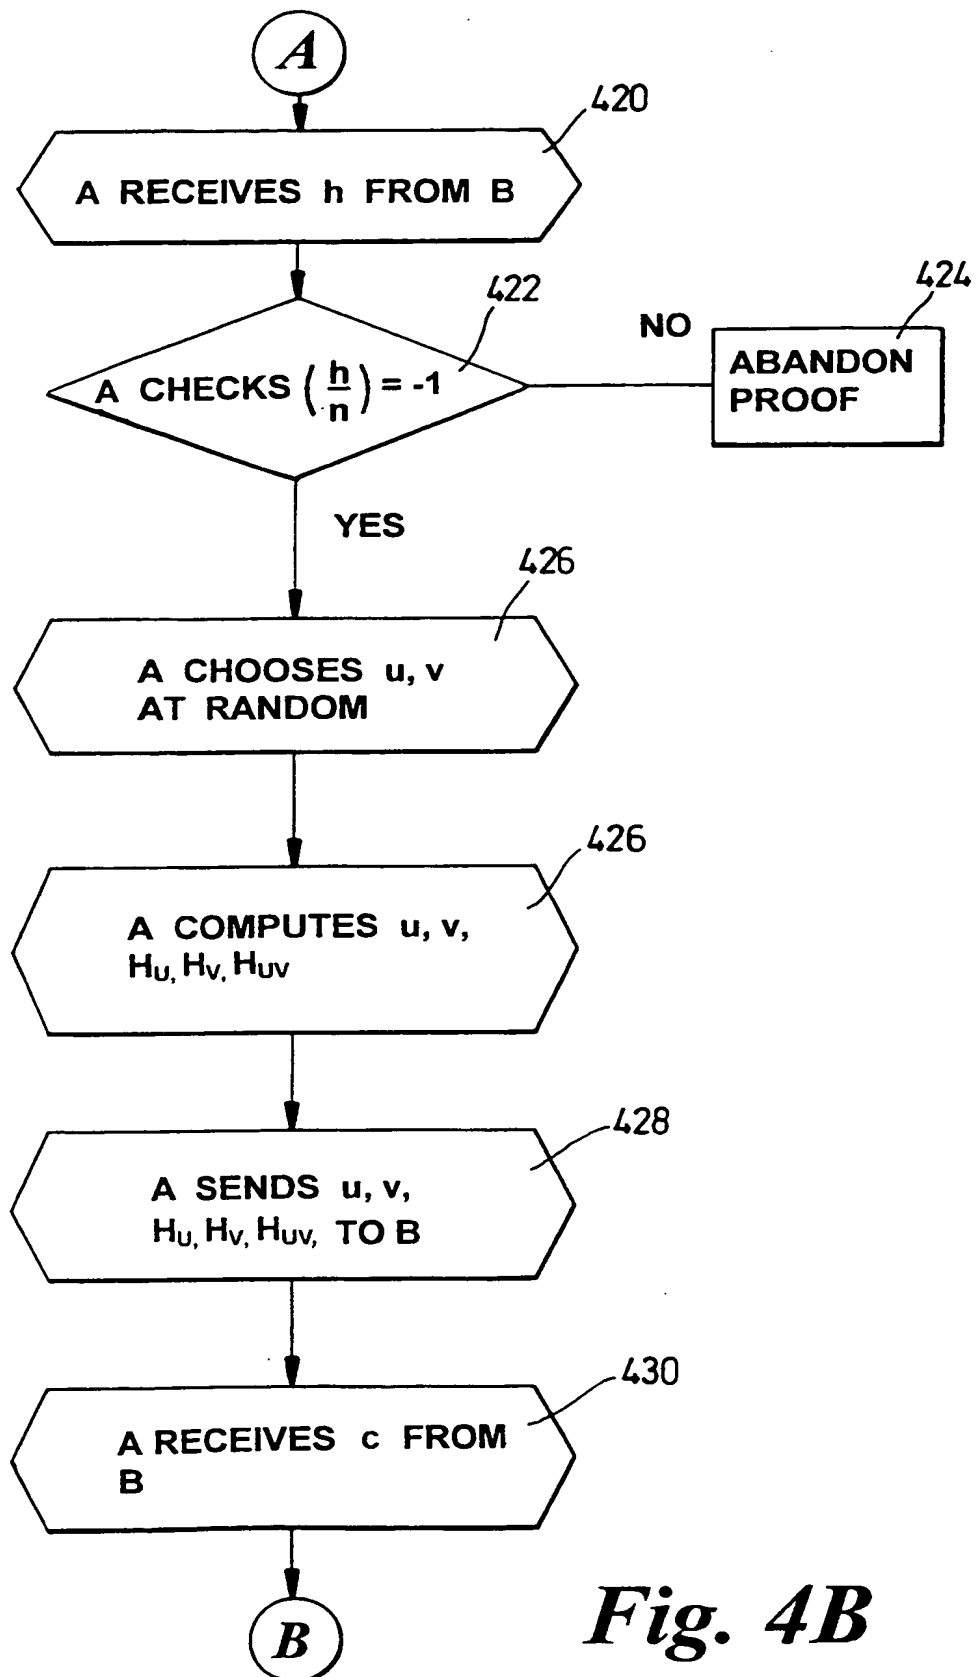 A
420
A RECEIVES h FROM B
422
A CHECKS (h/n) = -1
NO
424
ABANDON
PROOF
YES
426
A CHOOSES u, v
AT RANDOM
426
A COMPUTES u, v,
HU, HV, HUV
428
A SENDS u, v,
HU, HV, HUV, TO B
430
A RECEIVES c FROM
B
B
Fig. 4B